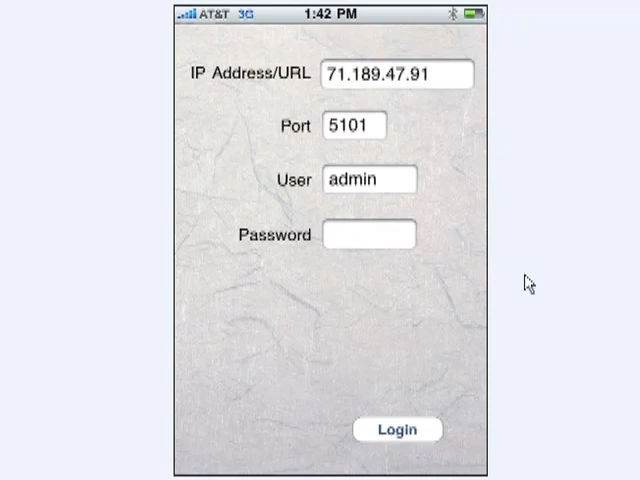 AT&T 3G 1:42 PM
IP Address/URL 71.189.47.91
Port 5101
User admin
Password
Login